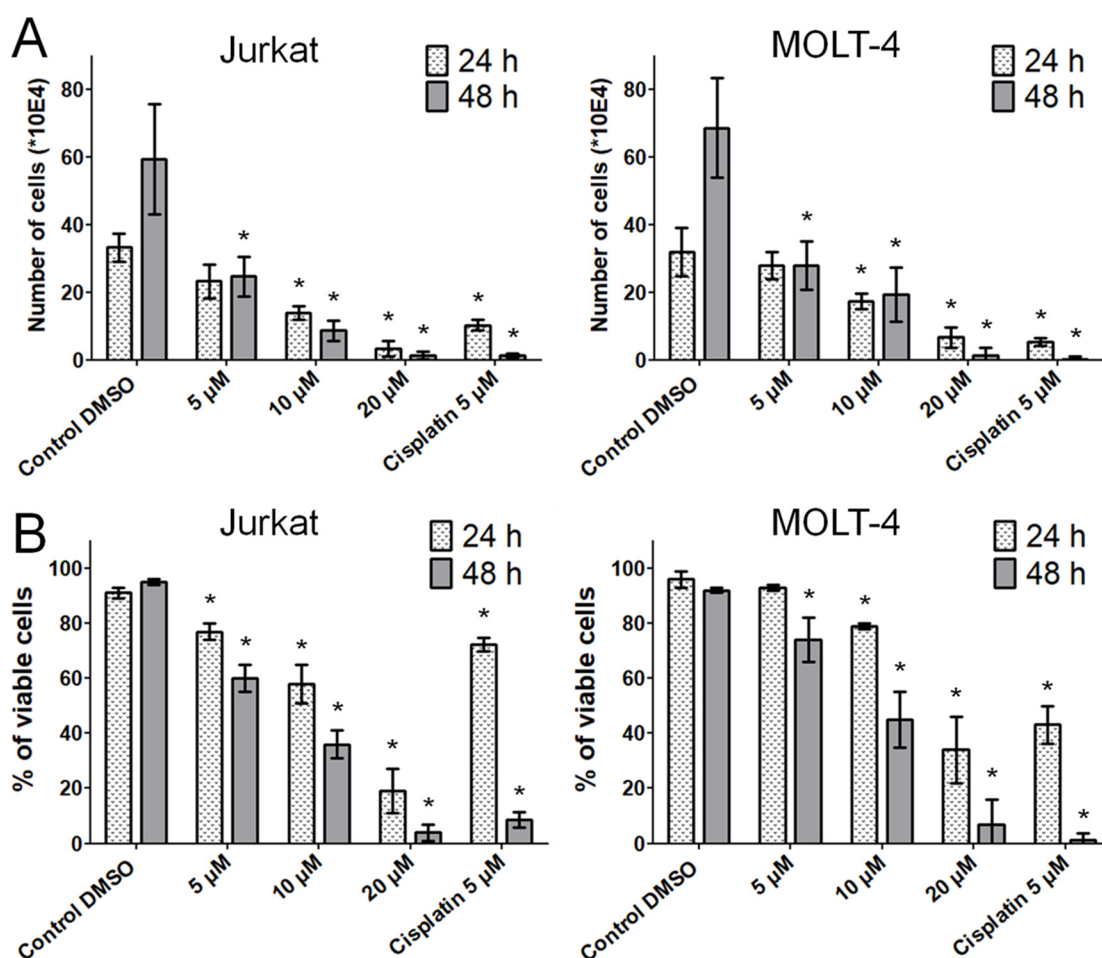 A
Jurkat
24 h
48 h
Number of cells (*10E4)
80
60
40
20
0
* * * * * * *
Control DMSO
5 µM
10 µM
20 µM
Cisplatin 5 µM
MOLT-4
24 h
48 h
Number of cells (*10E4)
80
60
40
20
0
* * * * * * *
Control DMSO
5 µM
10 µM
20 µM
Cisplatin 5 µM
B
Jurkat
24 h
48 h
% of viable cells
100
80
60
40
20
0
* * * * * * * *
Control DMSO
5 µM
10 µM
20 µM
Cisplatin 5 µM
MOLT-4
24 h
48 h
% of viable cells
100
80
60
40
20
0
* * * * * * *
Control DMSO
5 µM
10 µM
20 µM
Cisplatin 5 µM